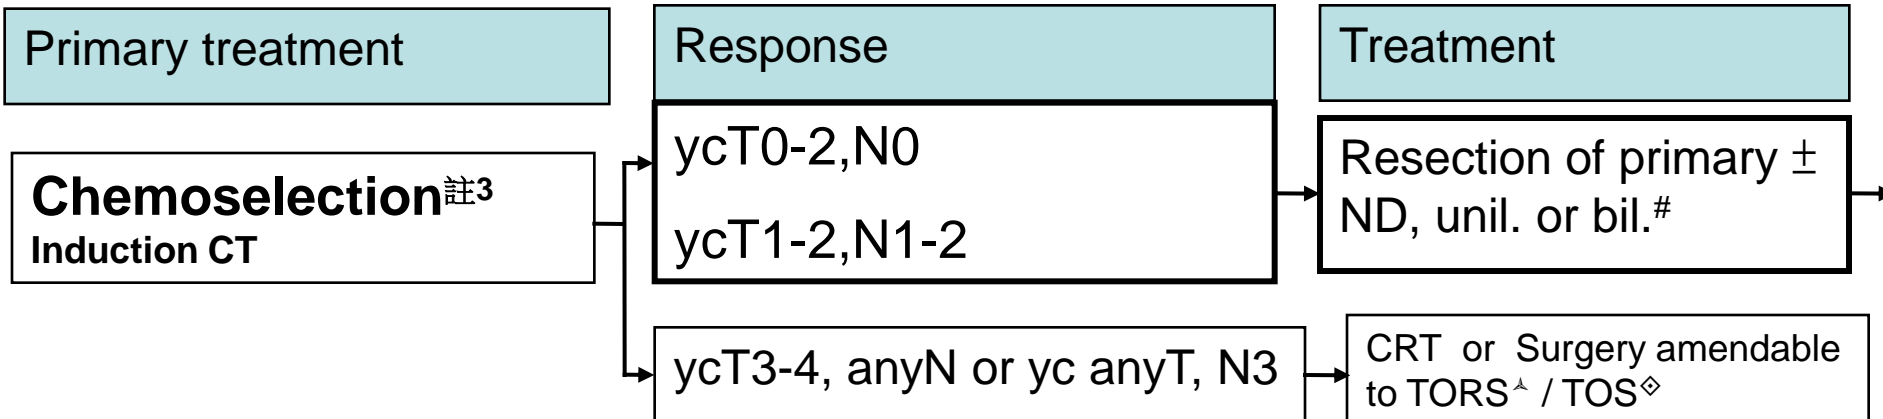 Primary treatment
Response
Treatment
Chemoselection註3
Induction CT
ycT0-2,N0
ycT1-2,N1-2
Resection of primary ±
ND, unil. or bil.#
ycT3-4, anyN or yc anyT, N3
CRT or Surgery amendable
to TORS⅄ / TOS⟐